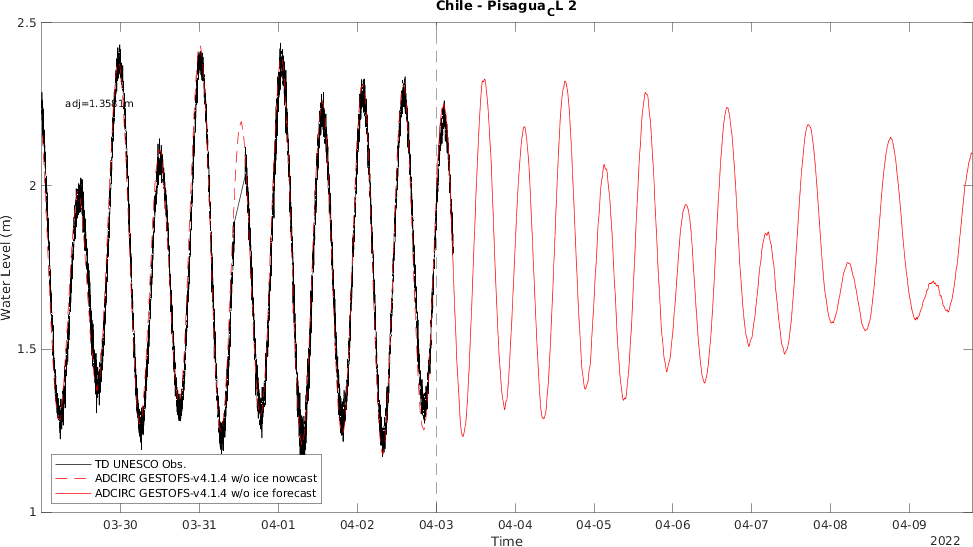 Chile - Pisagua_CL 2
2.5
adj=1.3581m
2
Water Level (m)
1.5
TD UNESCO Obs.
ADCIRC GESTOFS-v4.1.4 w/o ice nowcast
ADCIRC GESTOFS-v4.1.4 w/o ice forecast
1
03-30 03-31 04-01 04-02 04-03 04-04 04-05 04-06 04-07 04-08 04-09
Time
2022